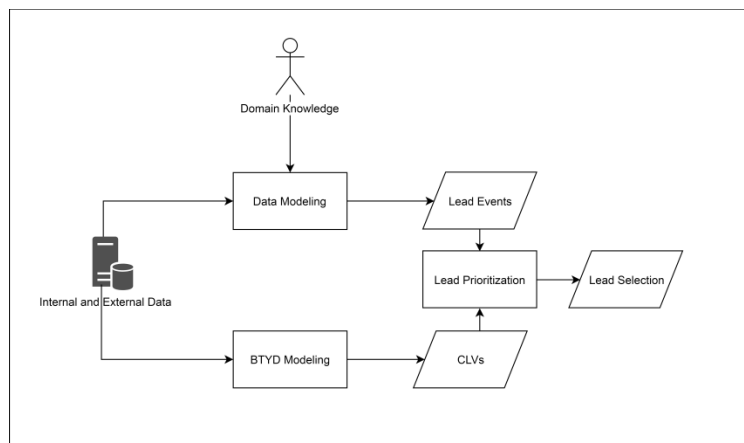 Domain Knowledge
Data Modeling
Lead Events
Lead Prioritization
Lead Selection
Internal and External Data
BTYD Modeling
CLVs